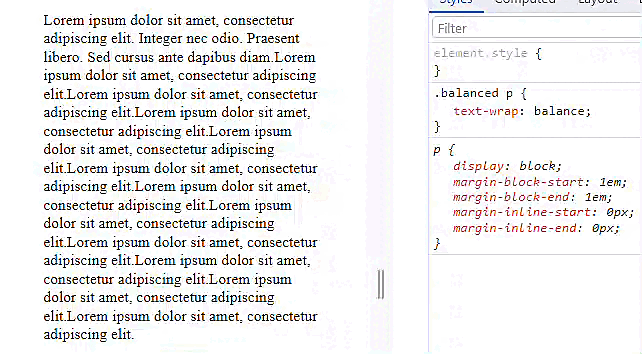 Lorem ipsum dolor sit amet, consectetur
adipiscing elit. Integer nec odio. Praesent
libero. Sed cursus ante dapibus diam.Lorem
ipsum dolor sit amet, consectetur adipiscing
elit.Lorem ipsum dolor sit amet, consectetur
adipiscing elit.Lorem ipsum dolor sit amet,
consectetur adipiscing elit.Lorem ipsum
dolor sit amet, consectetur adipiscing
elit.Lorem ipsum dolor sit amet, consectetur
adipiscing elit.Lorem ipsum dolor sit amet,
consectetur adipiscing elit.Lorem ipsum
dolor sit amet, consectetur adipiscing
elit.Lorem ipsum dolor sit amet, consectetur
adipiscing elit.Lorem ipsum dolor sit amet,
consectetur adipiscing elit.Lorem ipsum
dolor sit amet, consectetur adipiscing
elit.Lorem ipsum dolor sit amet, consectetur
adipiscing elit.
Styles Computed Layout
Filter
element.style {
}
.balanced p {
text-wrap: balance;
}
p {
display: block;
margin-block-start: 1em;
margin-block-end: 1em;
margin-inline-start: 0px;
margin-inline-end: 0px;
}